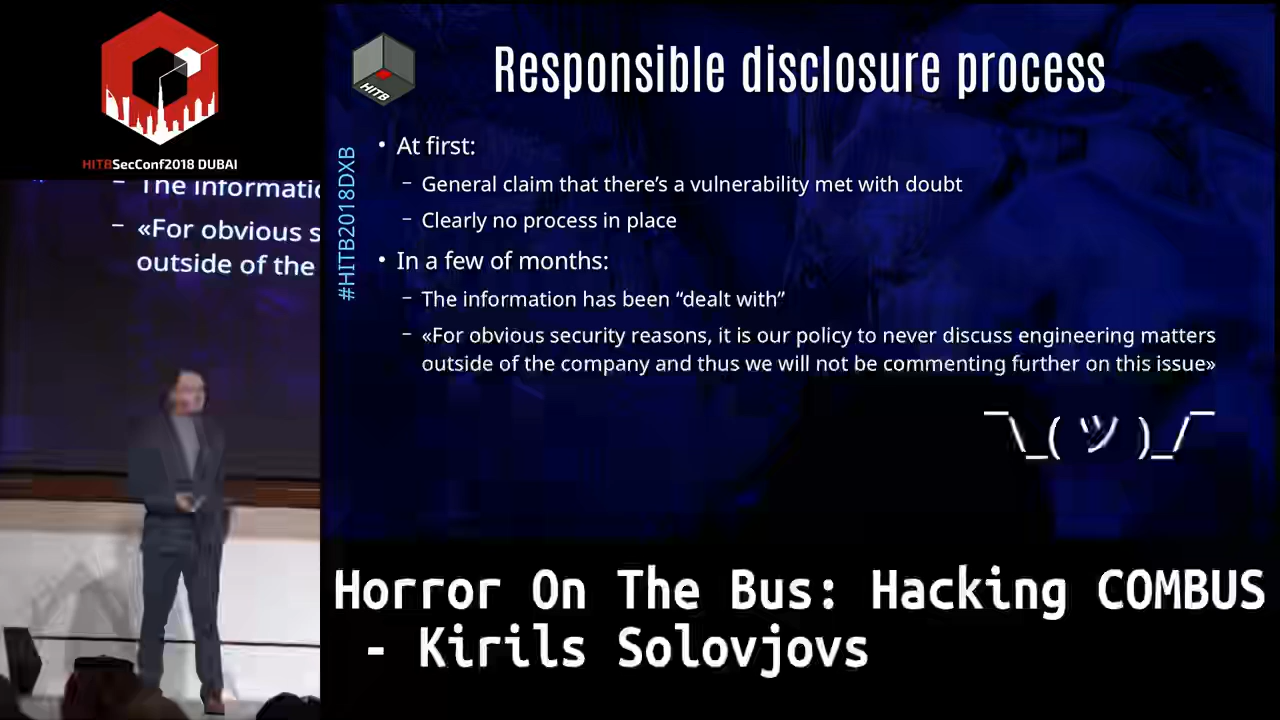 HITBSecConf2018 DUBAI
– The Informatio
– «For obvious s
outside of the
HITB
#HITB2018DXB
Responsible disclosure process
• At first:
– General claim that there's a vulnerability met with doubt
– Clearly no process in place
• In a few of months:
– The information has been “dealt with”
– «For obvious security reasons, it is our policy to never discuss engineering matters
outside of the company and thus we will not be commenting further on this issue»
¯\_( ツ )_/¯
Horror On The Bus: Hacking COMBUS
- Kirils Solovjovs